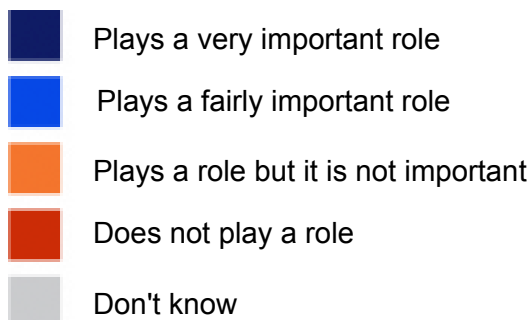 Plays a very important role
Plays a fairly important role
Plays a role but it is not important
Does not play a role
Don't know